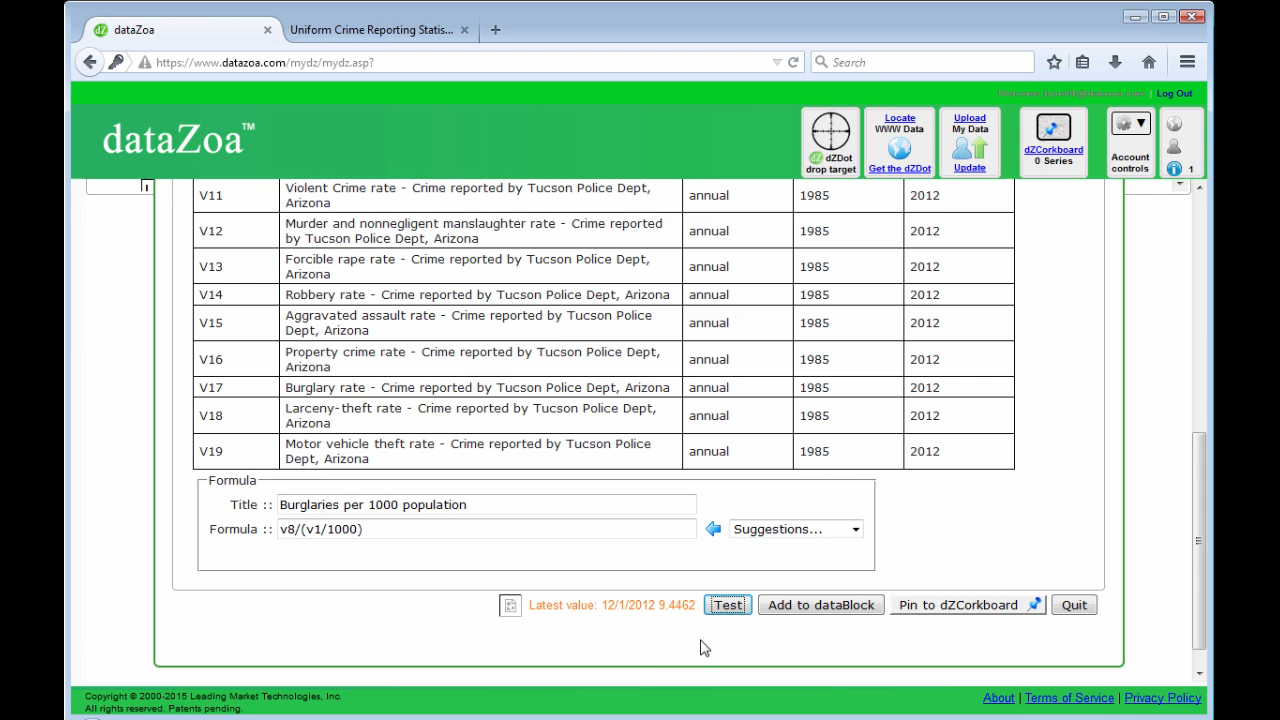 dataZoa
Uniform Crime Reporting Statis...
https://www.datazoa.com/mydz/mydz.asp?
Search
Log Out
dataZoa™
dZDot
drop target
Locate
WWW Data
Get the dZDot
Upload
My Data
Update
dZCorkboard
0 Series
Account
controls
1
V11 Violent Crime rate - Crime reported by Tucson Police Dept, Arizona annual 1985 2012
V12 Murder and nonnegligent manslaughter rate - Crime reported by Tucson Police Dept, Arizona annual 1985 2012
V13 Forcible rape rate - Crime reported by Tucson Police Dept, Arizona annual 1985 2012
V14 Robbery rate - Crime reported by Tucson Police Dept, Arizona annual 1985 2012
V15 Aggravated assault rate - Crime reported by Tucson Police Dept, Arizona annual 1985 2012
V16 Property crime rate - Crime reported by Tucson Police Dept, Arizona annual 1985 2012
V17 Burglary rate - Crime reported by Tucson Police Dept, Arizona annual 1985 2012
V18 Larceny-theft rate - Crime reported by Tucson Police Dept, Arizona annual 1985 2012
V19 Motor vehicle theft rate - Crime reported by Tucson Police Dept, Arizona annual 1985 2012
Formula
Title :: Burglaries per 1000 population
Formula :: v8/(v1/1000)
Suggestions...
Latest value: 12/1/2012 9.4462
Test
Add to dataBlock
Pin to dZCorkboard
Quit
Copyright © 2000-2015 Leading Market Technologies, Inc.
All rights reserved. Patents pending.
About | Terms of Service | Privacy Policy